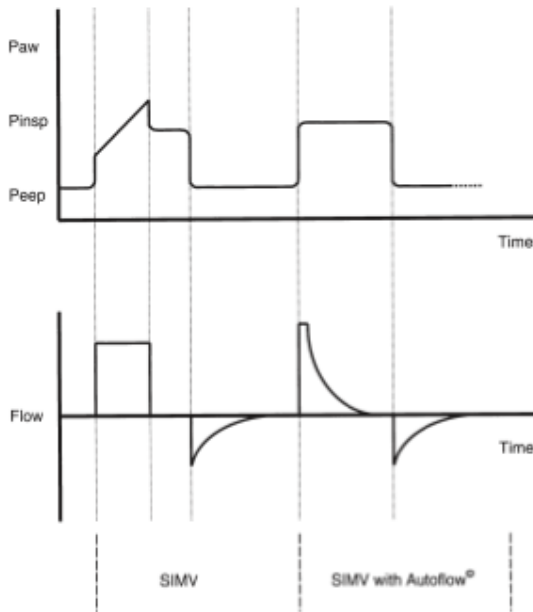 Paw
Pinsp
Peep
Time
Flow
Time
SIMV
SIMV with Autoflow©